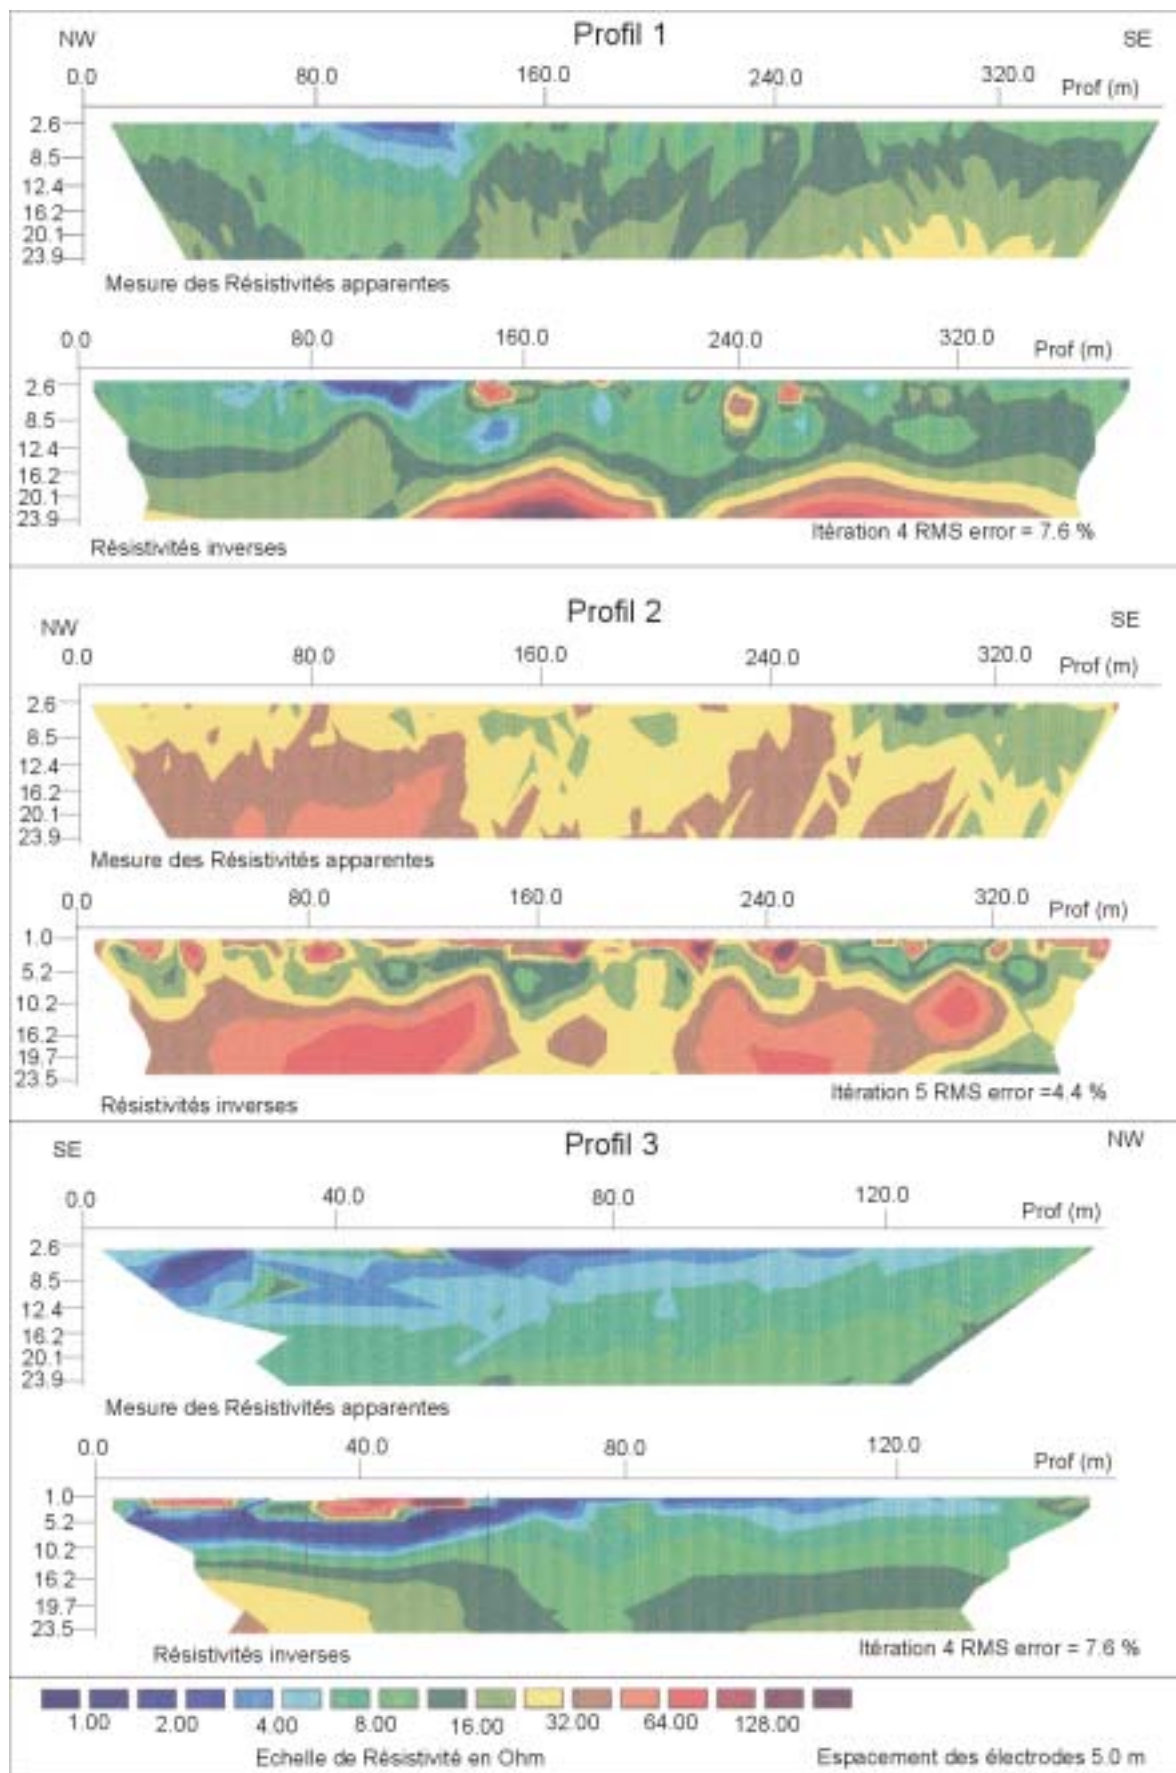 Profil 1
NW SE
0.0 80.0 160.0 240.0 320.0 Prof (m)
2.6
8.5
12.4
16.2
20.1
23.9
Mesure des Résistivités apparentes
0.0 80.0 160.0 240.0 320.0 Prof (m)
2.6
8.5
12.4
16.2
20.1
23.9
Itération 4 RMS error = 7.6 %
Résistivités inverses
Profil 2
NW SE
0.0 80.0 160.0 240.0 320.0 Prof (m)
2.6
8.5
12.4
16.2
20.1
23.9
Mesure des Résistivités apparentes
0.0 80.0 160.0 240.0 320.0 Prof (m)
1.0
5.2
10.2
16.2
19.7
23.5
Itération 5 RMS error =4.4 %
Résistivités inverses
Profil 3
SE NW
0.0 40.0 80.0 120.0 Prof (m)
2.6
8.5
12.4
16.2
20.1
23.9
Mesure des Résistivités apparentes
0.0 40.0 80.0 120.0 Prof (m)
1.0
5.2
10.2
16.2
19.7
23.5
Itération 4 RMS error = 7.6 %
Résistivités inverses
1.00 2.00 4.00 8.00 16.00 32.00 64.00 128.00
Echelle de Résistivité en Ohm Espacement des électrodes 5.0 m